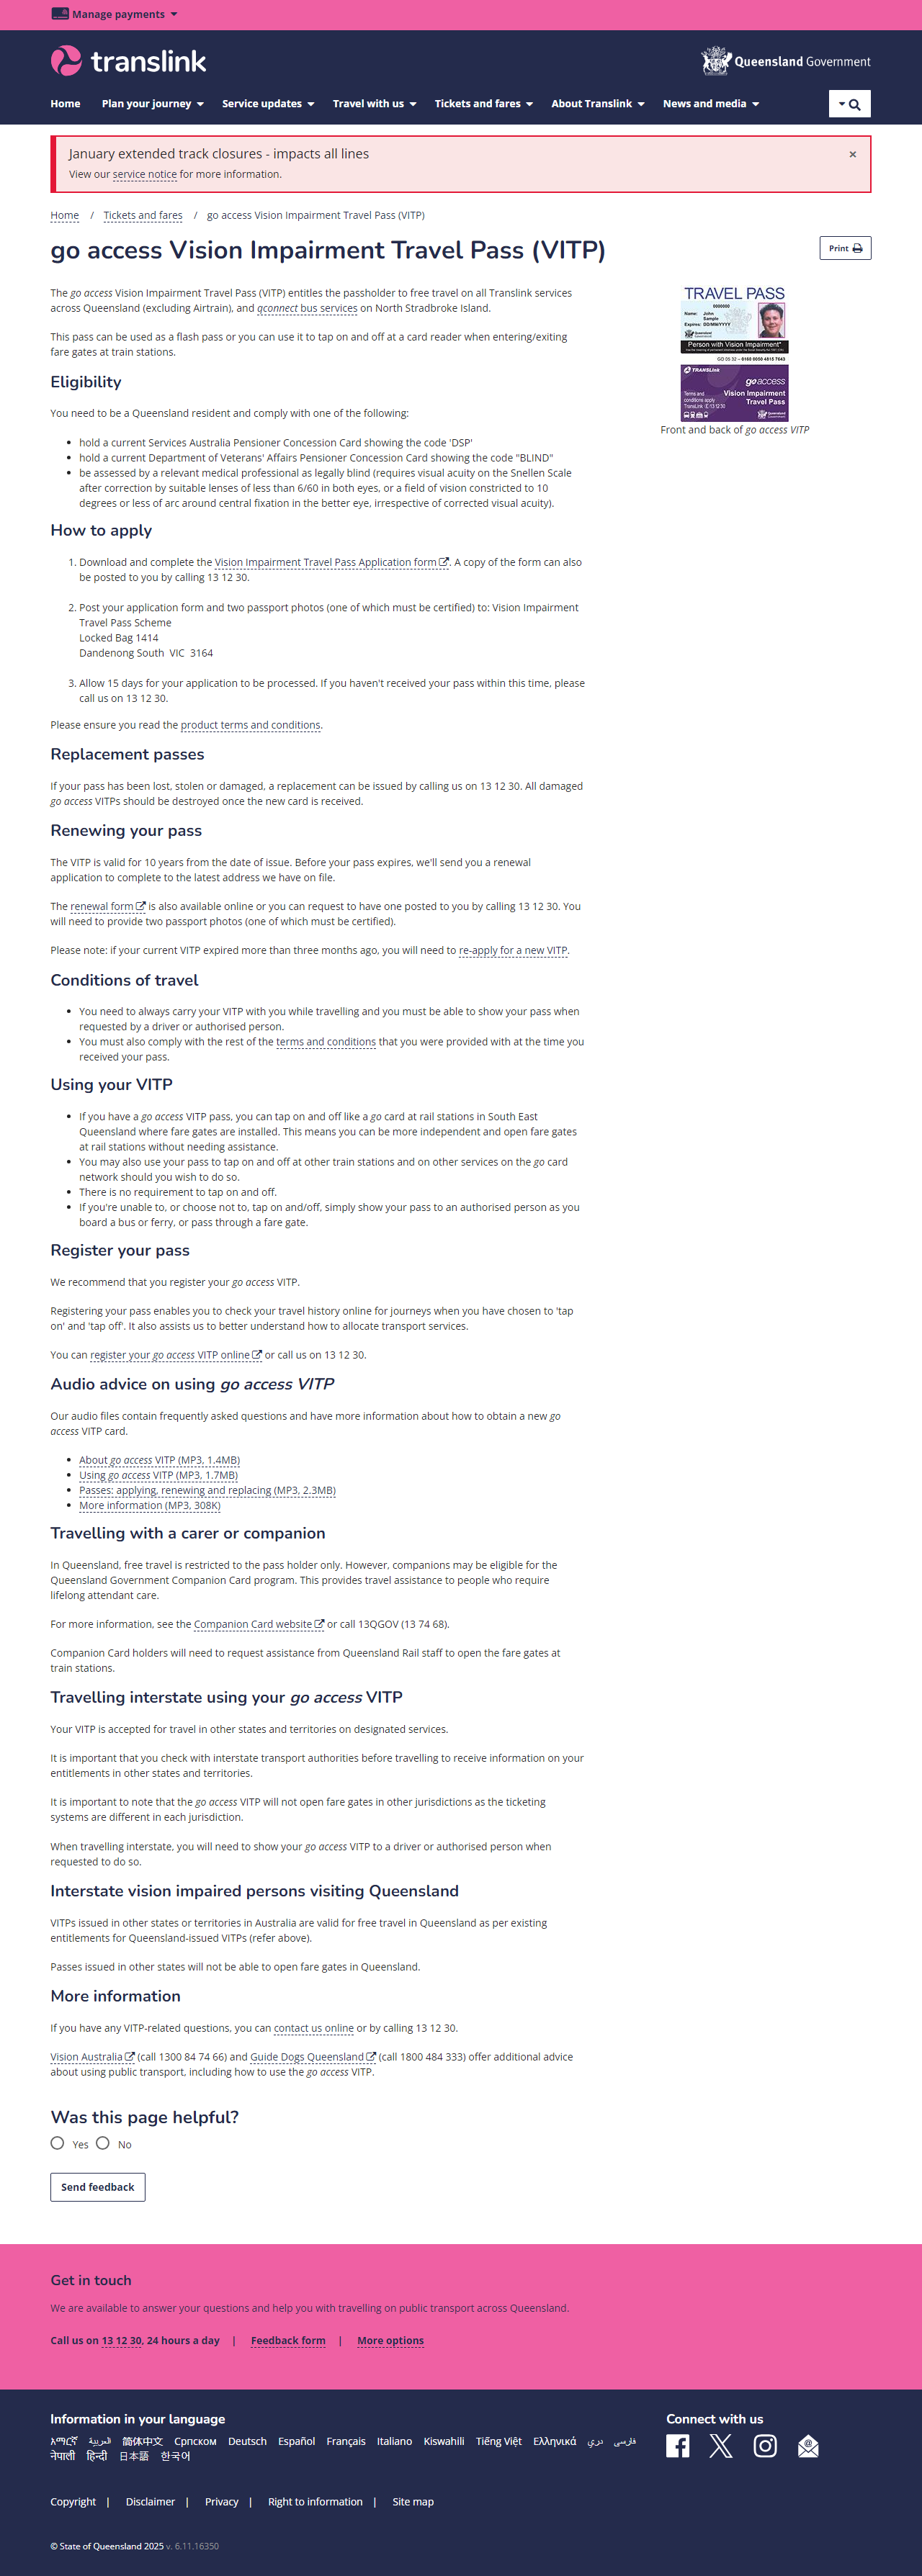 Manage payments
translink
Queensland Government
Home Plan your journey Service updates Travel with us Tickets and fares About Translink News and media
January extended track closures - impacts all lines
×
View our service notice for more information.
Home / Tickets and fares / go access Vision Impairment Travel Pass (VITP)
go access Vision Impairment Travel Pass (VITP)
Print
The go access Vision Impairment Travel Pass (VITP) entitles the passholder to free travel on all Translink services
across Queensland (excluding Airtrain), and qconnect bus services on North Stradbroke Island.
This pass can be used as a flash pass or you can use it to tap on and off at a card reader when entering/exiting
fare gates at train stations.
TRAVEL PASS
Name: John
Sample
Expires: DD/MM/YYYY
Person with Vision Impairment*
TRANSLink
go access
Vision Impairment
Travel Pass
Terms and
conditions apply
Front and back of go access VITP
Eligibility
You need to be a Queensland resident and comply with one of the following:
• hold a current Services Australia Pensioner Concession Card showing the code 'DSP'
• hold a current Department of Veterans' Affairs Pensioner Concession Card showing the code "BLIND"
• be assessed by a relevant medical professional as legally blind (requires visual acuity on the Snellen Scale
after correction by suitable lenses of less than 6/60 in both eyes, or a field of vision constricted to 10
degrees or less of arc around central fixation in the better eye, irrespective of corrected visual acuity).
How to apply
1. Download and complete the Vision Impairment Travel Pass Application form. A copy of the form can also
be posted to you by calling 13 12 30.
2. Post your application form and two passport photos (one of which must be certified) to: Vision Impairment
Travel Pass Scheme
Locked Bag 1414
Dandenong South VIC 3164
3. Allow 15 days for your application to be processed. If you haven't received your pass within this time, please
call us on 13 12 30.
Please ensure you read the product terms and conditions.
Replacement passes
If your pass has been lost, stolen or damaged, a replacement can be issued by calling us on 13 12 30. All damaged
go access VITPs should be destroyed once the new card is received.
Renewing your pass
The VITP is valid for 10 years from the date of issue. Before your pass expires, we'll send you a renewal
application to complete to the latest address we have on file.
The renewal form is also available online or you can request to have one posted to you by calling 13 12 30. You
will need to provide two passport photos (one of which must be certified).
Please note: if your current VITP expired more than three months ago, you will need to re-apply for a new VITP.
Conditions of travel
• You need to always carry your VITP with you while travelling and you must be able to show your pass when
requested by a driver or authorised person.
• You must also comply with the rest of the terms and conditions that you were provided with at the time you
received your pass.
Using your VITP
• If you have a go access VITP pass, you can tap on and off like a go card at rail stations in South East
Queensland where fare gates are installed. This means you can be more independent and open fare gates
at rail stations without needing assistance.
• You may also use your pass to tap on and off at other train stations and on other services on the go card
network should you wish to do so.
• There is no requirement to tap on and off.
• If you're unable to, or choose not to, tap on and/off, simply show your pass to an authorised person as you
board a bus or ferry, or pass through a fare gate.
Register your pass
We recommend that you register your go access VITP.
Registering your pass enables you to check your travel history online for journeys when you have chosen to 'tap
on' and 'tap off'. It also assists us to better understand how to allocate transport services.
You can register your go access VITP online or call us on 13 12 30.
Audio advice on using go access VITP
Our audio files contain frequently asked questions and have more information about how to obtain a new go
access VITP card.
• About go access VITP (MP3, 1.4MB)
• Using go access VITP (MP3, 1.7MB)
• Passes: applying, renewing and replacing (MP3, 2.3MB)
• More information (MP3, 308K)
Travelling with a carer or companion
In Queensland, free travel is restricted to the pass holder only. However, companions may be eligible for the
Queensland Government Companion Card program. This provides travel assistance to people who require
lifelong attendant care.
For more information, see the Companion Card website or call 13QGOV (13 74 68).
Companion Card holders will need to request assistance from Queensland Rail staff to open the fare gates at
train stations.
Travelling interstate using your go access VITP
Your VITP is accepted for travel in other states and territories on designated services.
It is important that you check with interstate transport authorities before travelling to receive information on your
entitlements in other states and territories.
It is important to note that the go access VITP will not open fare gates in other jurisdictions as the ticketing
systems are different in each jurisdiction.
When travelling interstate, you will need to show your go access VITP to a driver or authorised person when
requested to do so.
Interstate vision impaired persons visiting Queensland
VITPs issued in other states or territories in Australia are valid for free travel in Queensland as per existing
entitlements for Queensland-issued VITPs (refer above).
Passes issued in other states will not be able to open fare gates in Queensland.
More information
If you have any VITP-related questions, you can contact us online or by calling 13 12 30.
Vision Australia (call 1300 84 74 66) and Guide Dogs Queensland (call 1800 484 333) offer additional advice
about using public transport, including how to use the go access VITP.
Was this page helpful?
Yes No
Send feedback
Get in touch
We are available to answer your questions and help you with travelling on public transport across Queensland.
Call us on 13 12 30, 24 hours a day | Feedback form | More options
Information in your language
አማርኛ العربية 简体中文 Српском Deutsch Español Français Italiano Kiswahili Tiếng Việt Ελληνικά دری فارسی
नेपाली हिन्दी 日本語 한국어
Connect with us
Copyright | Disclaimer | Privacy | Right to information | Site map
© State of Queensland 2025 v. 6.11.16350